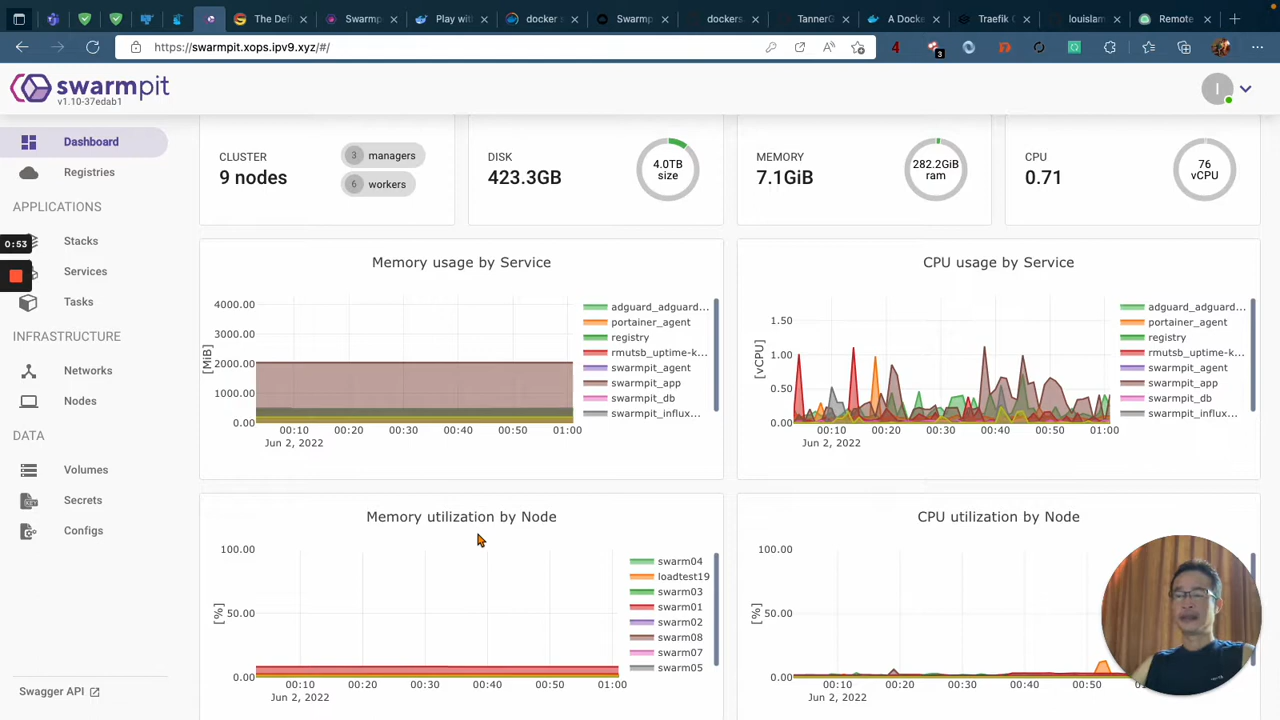 The Defi
Swarmpi
Play with
docker s
Swarmp
dockers
TannerG
A Docke
Traefik C
louislam
Remote
https://swarmpit.xops.ipv9.xyz/#/
4
3
swarmpit
v1.10-37edab1
I
Dashboard
Registries
APPLICATIONS
Stacks
0:53
Services
Tasks
INFRASTRUCTURE
Networks
Nodes
DATA
Volumes
Secrets
Configs
Swagger API
CLUSTER
9 nodes
3 managers
6 workers
DISK
423.3GB
4.0TB
size
MEMORY
7.1GiB
282.2GiB
ram
CPU
0.71
76
vCPU
Memory usage by Service
4000.00
3000.00
2000.00
1000.00
0.00
[MiB]
00:10 00:20 00:30 00:40 00:50 01:00
Jun 2, 2022
adguard_adguard...
portainer_agent
registry
rmutsb_uptime-k...
swarmpit_agent
swarmpit_app
swarmpit_db
swarmpit_influx...
CPU usage by Service
1.50
1.00
0.50
0.00
[vCPU]
00:10 00:20 00:30 00:40 00:50 01:00
Jun 2, 2022
adguard_adguard...
portainer_agent
registry
rmutsb_uptime-k...
swarmpit_agent
swarmpit_app
swarmpit_db
swarmpit_influx...
Memory utilization by Node
100.00
50.00
0.00
[%]
00:10 00:20 00:30 00:40 00:50 01:00
Jun 2, 2022
swarm04
loadtest19
swarm03
swarm01
swarm02
swarm08
swarm07
swarm05
CPU utilization by Node
100.00
50.00
0.00
[%]
00:10 00:20 00:30 00:40 00:50
Jun 2, 2022